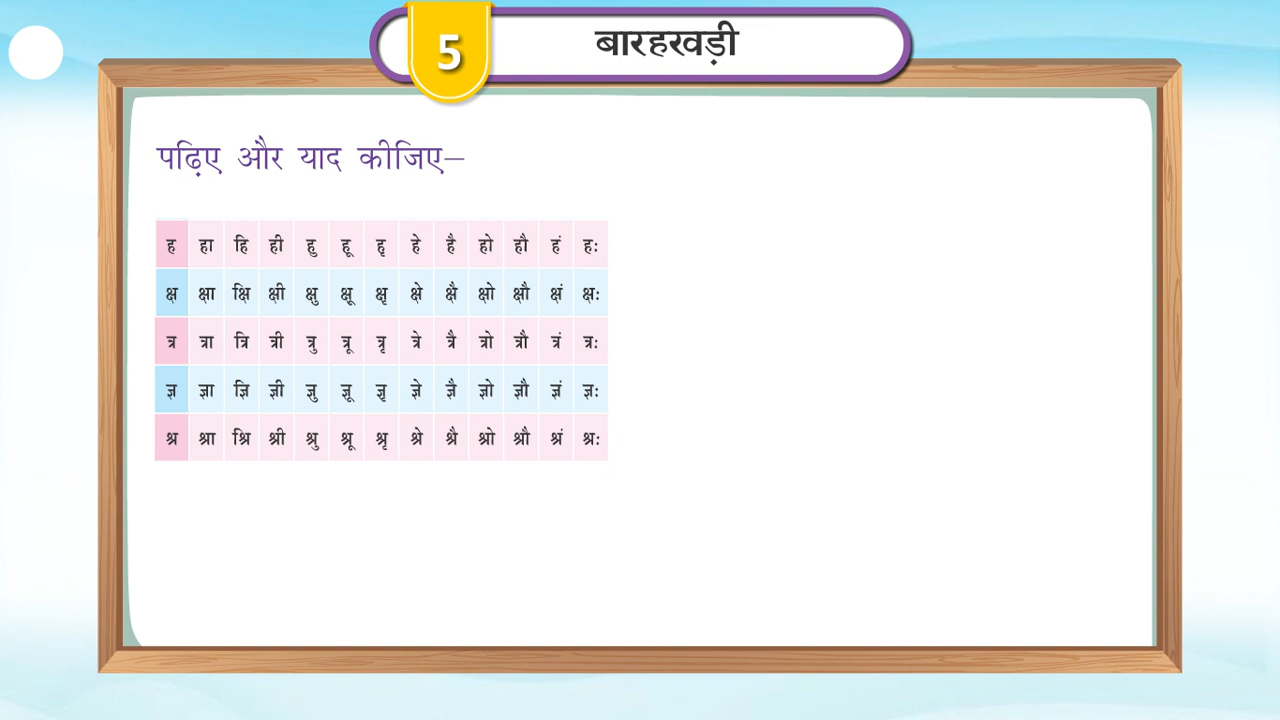 5 बारहखड़ी
पढ़िए और याद कीजिए–
ह हा हि ही हु हू हृ हे है हो हौ हं हः
क्ष क्षा क्षि क्षी क्षु क्षू क्षृ क्षे क्षै क्षो क्षौ क्षं क्षः
त्र त्रा त्रि त्री त्रु त्रू त्रृ त्रे त्रै त्रो त्रौ त्रं त्रः
ज्ञ ज्ञा ज्ञि ज्ञी ज्ञु ज्ञू ज्ञृ ज्ञे ज्ञै ज्ञो ज्ञौ ज्ञं ज्ञः
श्र श्रा श्रि श्री श्रु श्रू श्रृ श्रे श्रै श्रो श्रौ श्रं श्रः